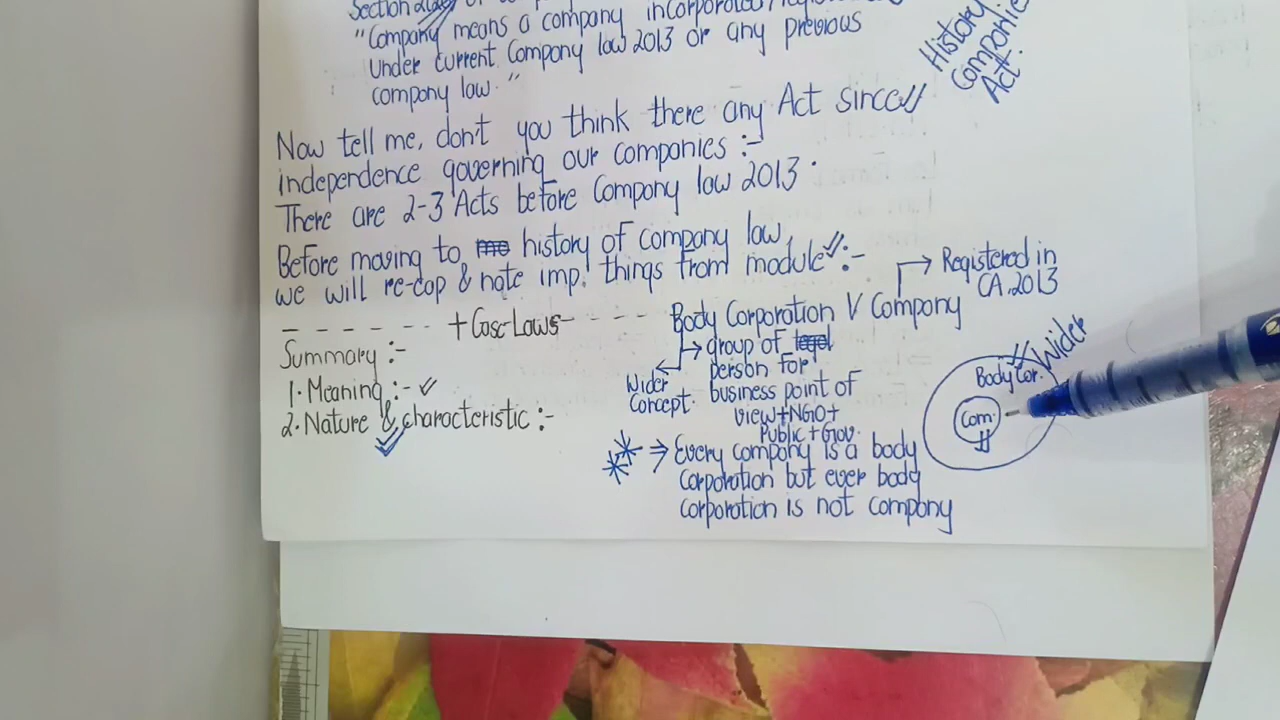 Section
"Company means a company incorporated
Under current Company law 2013 or any previous
company law."
History
Companies
Act.
Now tell me, dont you think there any Act since
independence governing our companies :-
There are 2-3 Acts before Company law 2013.
Before moving to history of company law,
we will re-cap & note imp. things from module :-
+ Case Laws
Summary :-
1. Meaning :-
2. Nature & characteristic :-
Body Corporation V Company
Registered in
CA.2013
Wider
Concept.
group of legal
person for
business point of
view+NGO+
Public+Gov.
Every company is a body
Corporation but ever body
Corporation is not company
Body Cor.
Wider
Com.